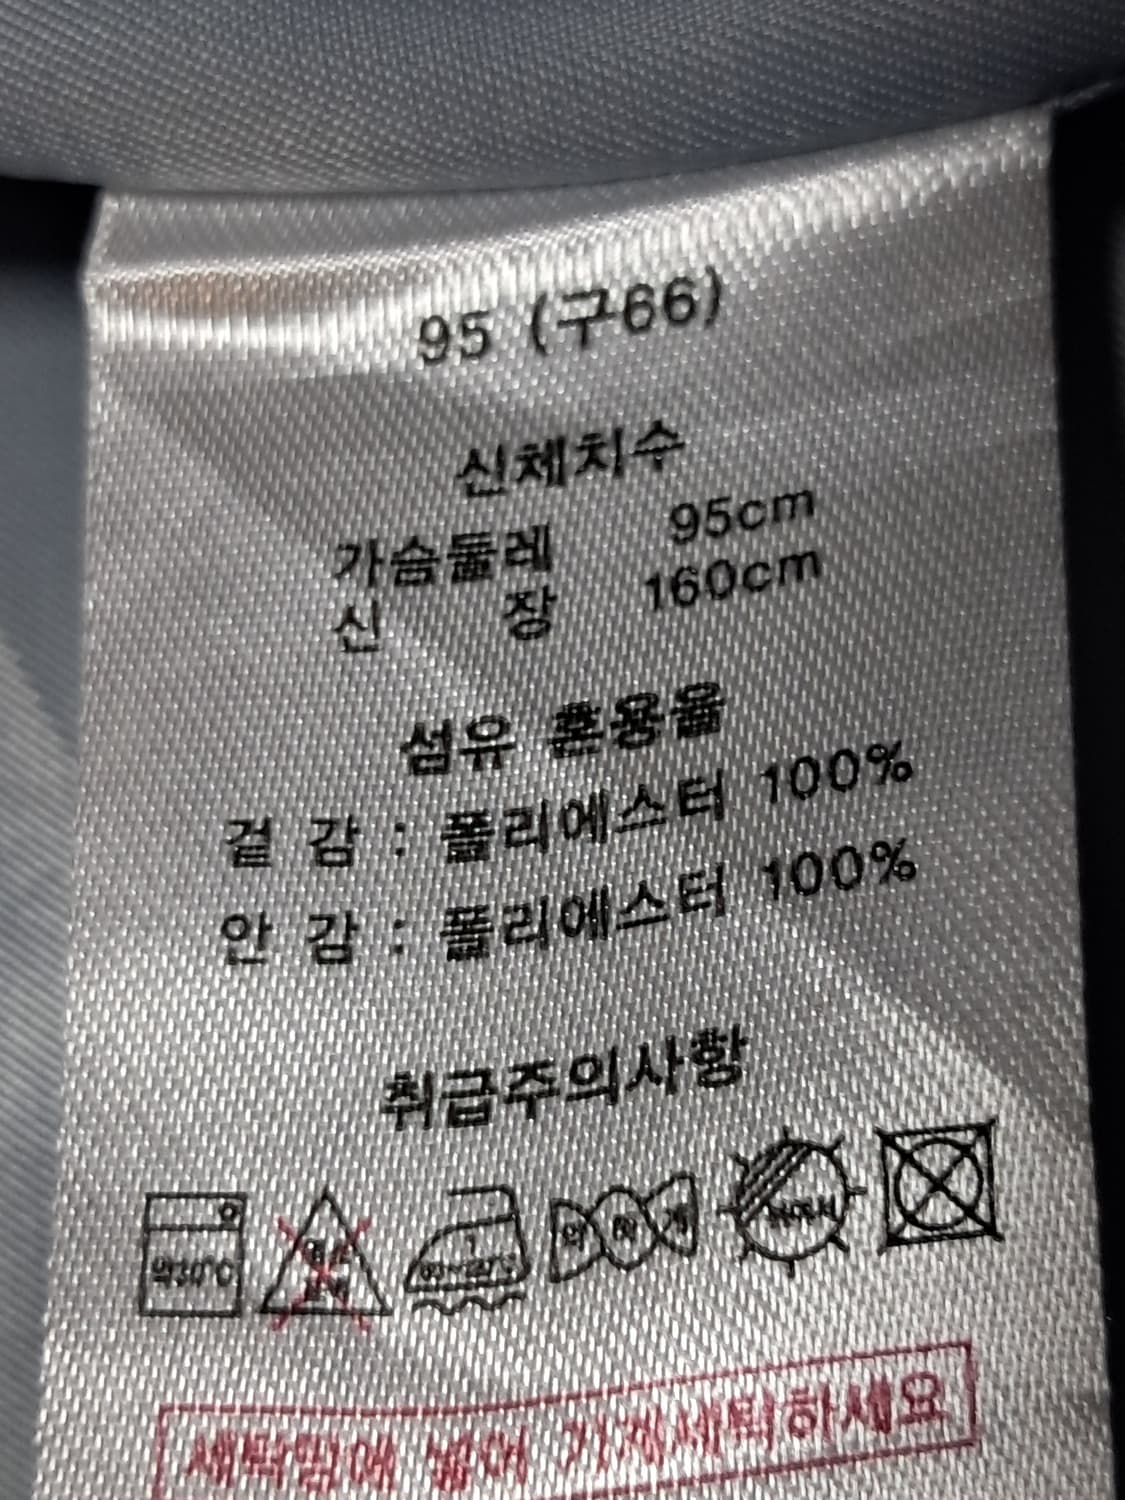 95 (구66)
신체치수
가슴둘레 95cm
신 장 160cm
섬유 혼용율
겉 감 : 폴리에스터 100%
안 감 : 폴리에스터 100%
취급주의사항
약30℃ 약하게
세탁망에 넣어 기계세탁하세요